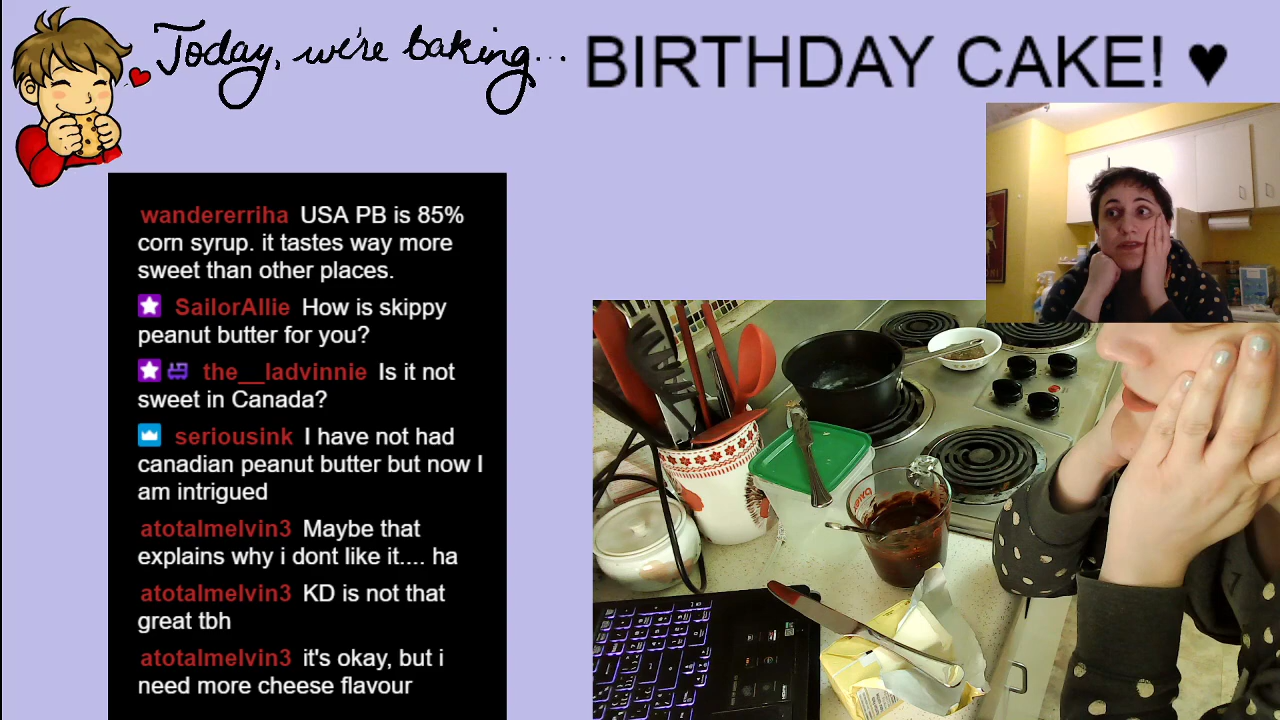 Today, we're baking... BIRTHDAY CAKE! ♥
wandererriha USA PB is 85%
corn syrup. it tastes way more
sweet than other places.
SailorAllie How is skippy
peanut butter for you?
the__ladvinnie Is it not
sweet in Canada?
seriousink I have not had
canadian peanut butter but now I
am intrigued
atotalmelvin3 Maybe that
explains why i dont like it.... ha
atotalmelvin3 KD is not that
great tbh
atotalmelvin3 it's okay, but i
need more cheese flavour
PYREX